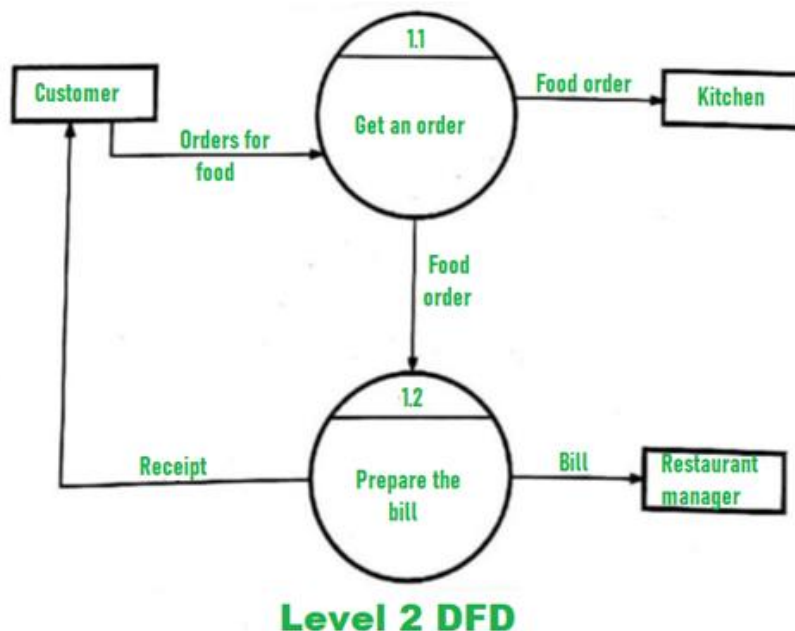 1.1
Customer
Get an order
Food order
Kitchen
Orders for
food
Food
order
1.2
Receipt
Prepare the
bill
Bill
Restaurant
manager
Level 2 DFD